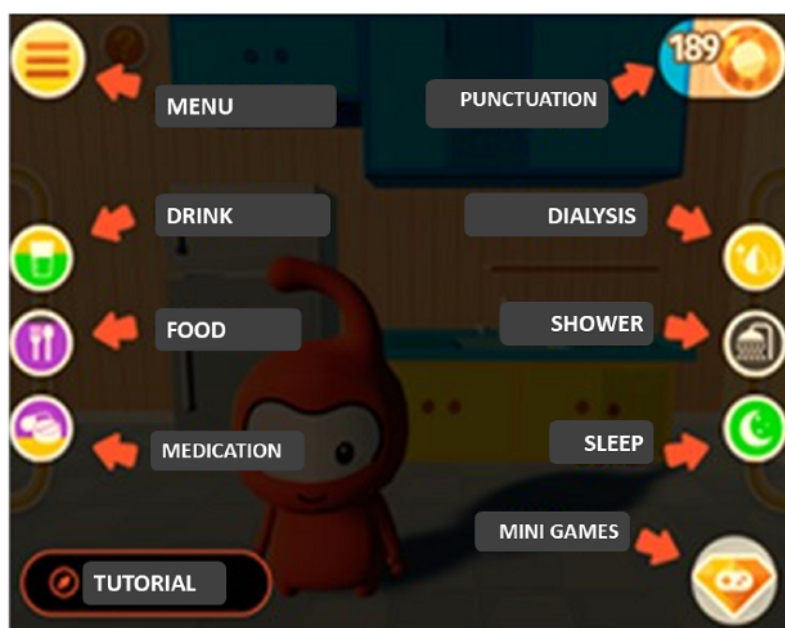 189
MENU
PUNCTUATION
DRINK
DIALYSIS
FOOD
SHOWER
MEDICATION
SLEEP
MINI GAMES
TUTORIAL